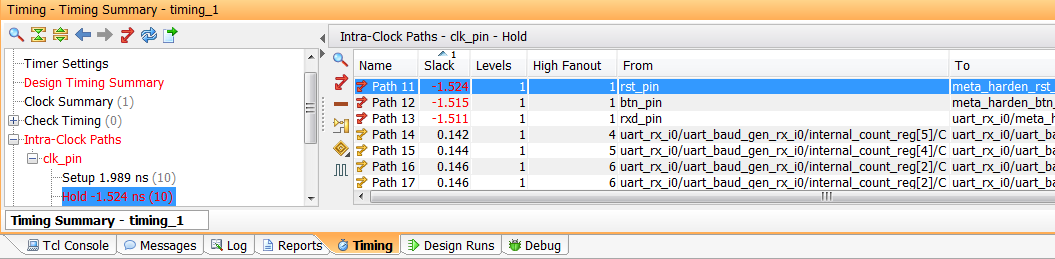 Timing - Timing Summary - timing_1
Timer Settings
Design Timing Summary
Clock Summary (1)
Check Timing (0)
Intra-Clock Paths
clk_pin
Setup 1.989 ns (10)
Hold -1.524 ns (10)
Intra-Clock Paths - clk_pin - Hold
Name Slack 1 Levels High Fanout From To
Path 11 -1.524 1 1 rst_pin meta_harden_rst_
Path 12 -1.515 1 1 btn_pin meta_harden_btn_
Path 13 -1.511 1 1 rxd_pin uart_rx_i0/meta_h
Path 14 0.142 1 4 uart_rx_i0/uart_baud_gen_rx_i0/internal_count_reg[5]/C uart_rx_i0/uart_ba
Path 15 0.144 1 5 uart_rx_i0/uart_baud_gen_rx_i0/internal_count_reg[4]/C uart_rx_i0/uart_ba
Path 16 0.146 1 6 uart_rx_i0/uart_baud_gen_rx_i0/internal_count_reg[2]/C uart_rx_i0/uart_ba
Path 17 0.146 1 6 uart_rx_i0/uart_baud_gen_rx_i0/internal_count_reg[2]/C uart_rx_i0/uart_ba
Timing Summary - timing_1
Tcl Console Messages Log Reports Timing Design Runs Debug